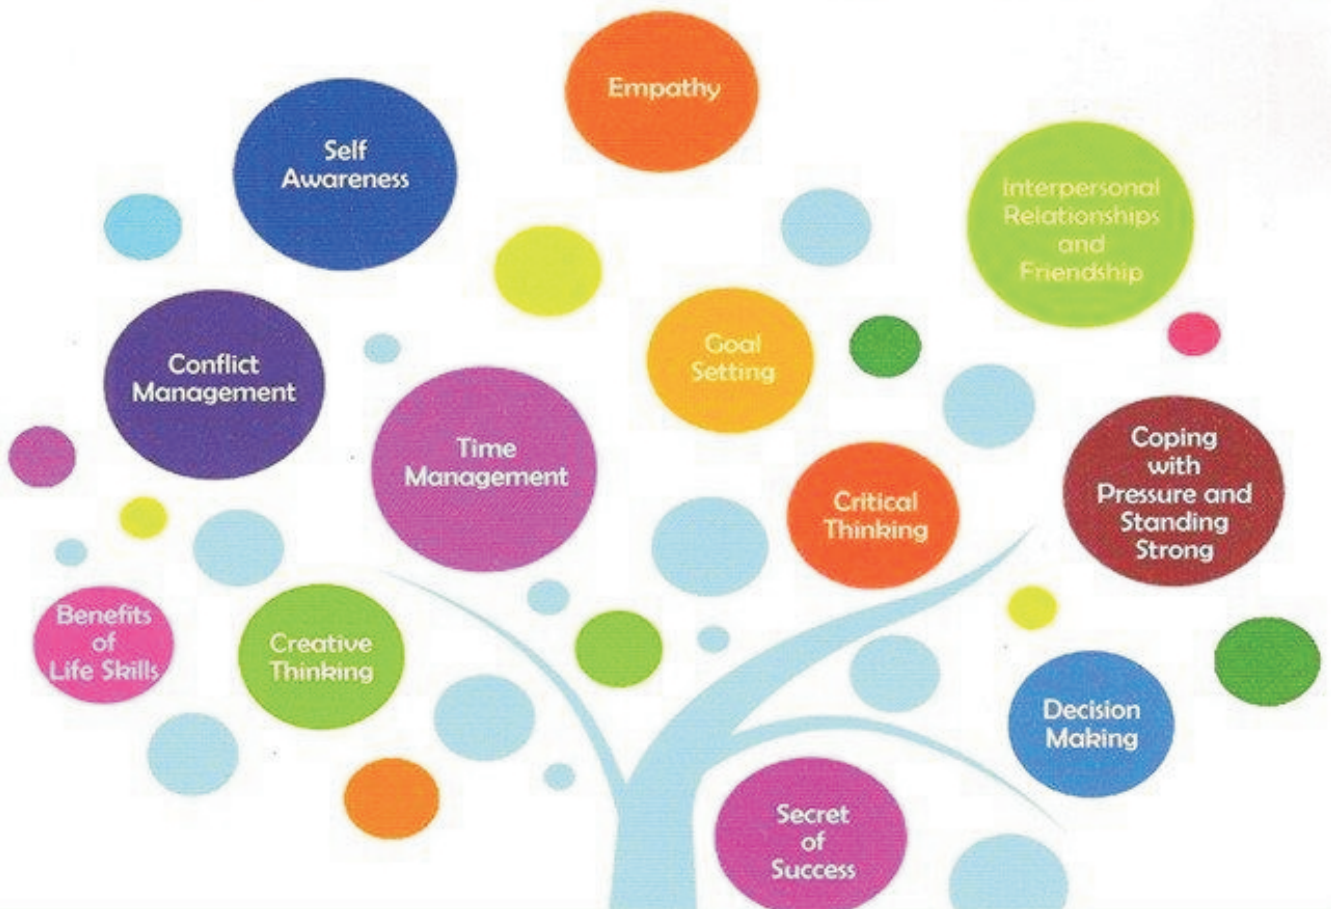 Empathy
Self
Awareness
Interpersonal
Relationships
and
Friendship
Conflict
Management
Goal
Setting
Time
Management
Critical
Thinking
Coping
with
Pressure and
Standing
Strong
Benefits
of
Life Skills
Creative
Thinking
Decision
Making
Secret
of
Success